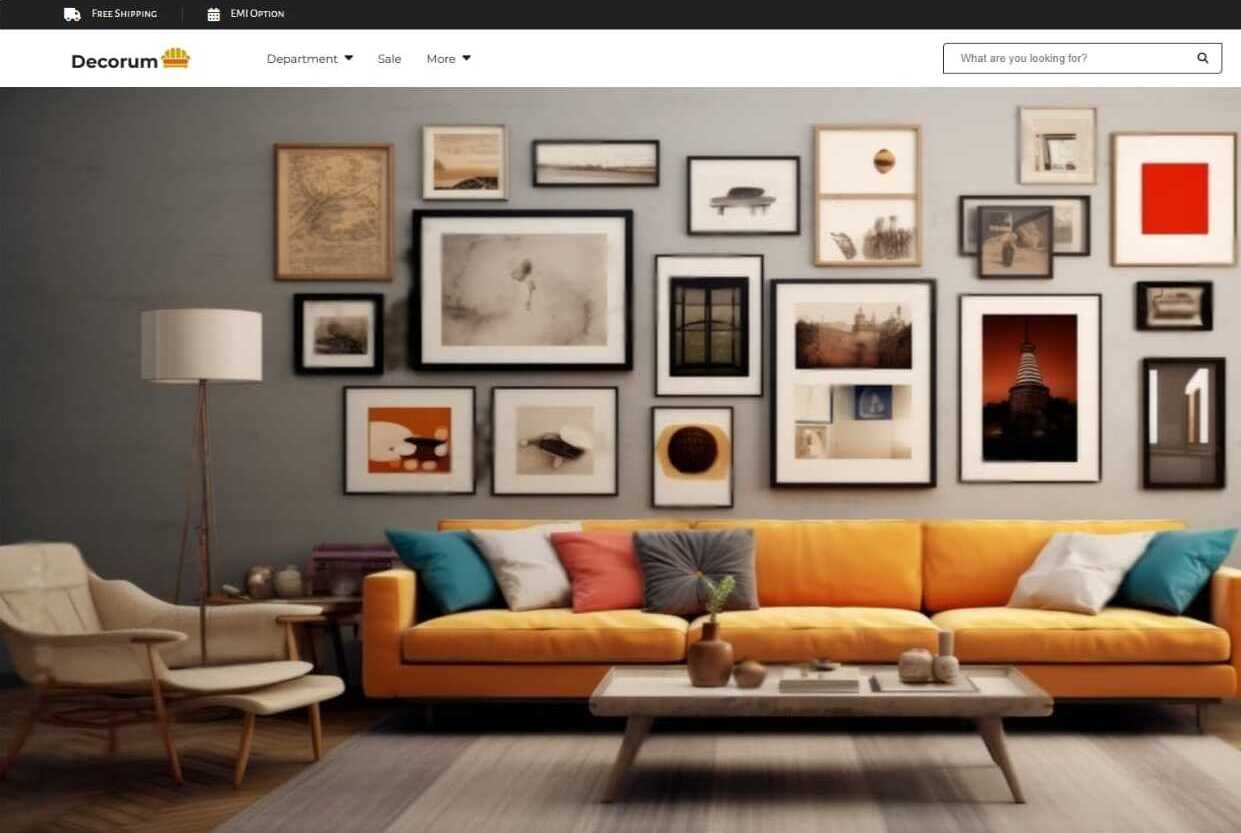 Free Shipping
EMI Option
Decorum
Department
Sale
More
What are you looking for?